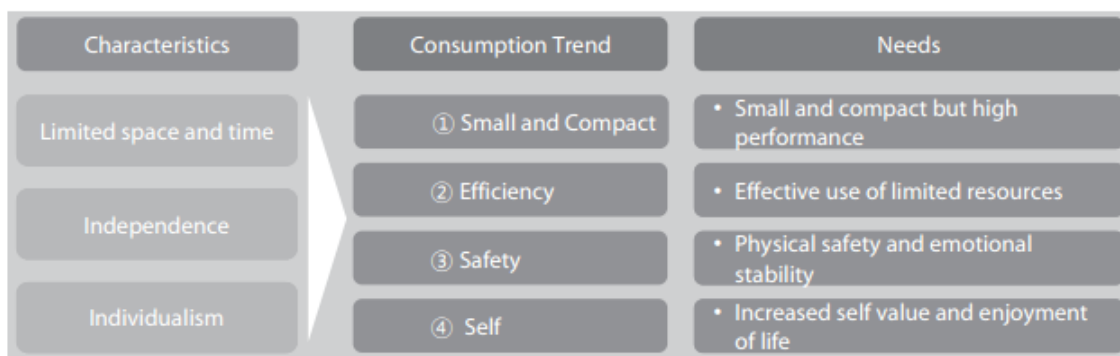 Characteristics
Consumption Trend
Needs
Limited space and time
Independence
Individualism
① Small and Compact
• Small and compact but high
performance
② Efficiency
• Effective use of limited resources
③ Safety
• Physical safety and emotional
stability
④ Self
• Increased self value and enjoyment
of life